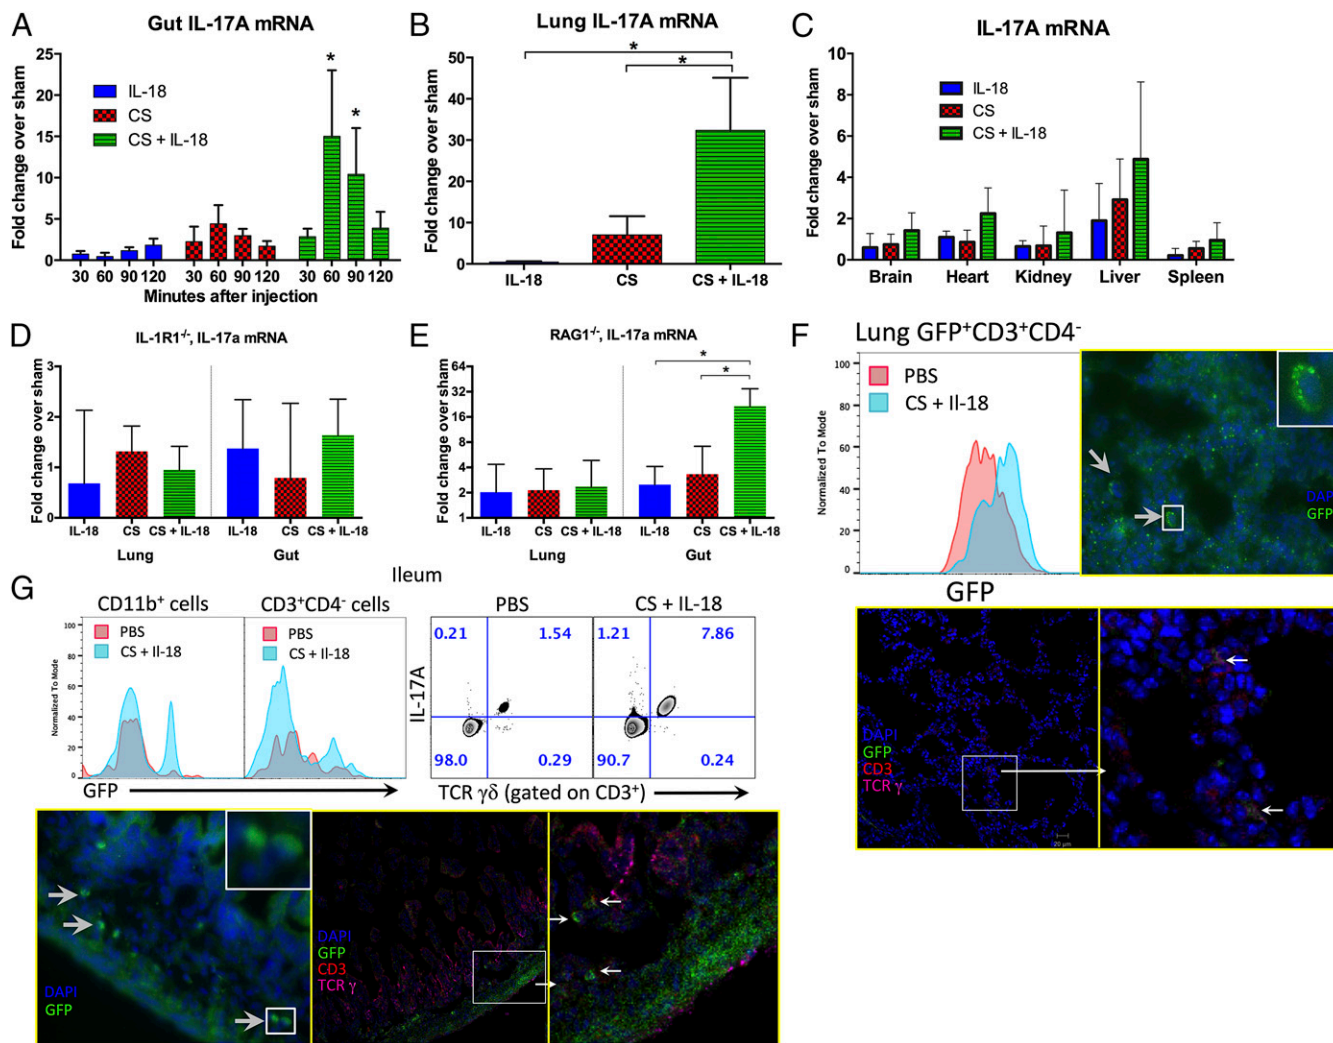 A
Gut IL-17A mRNA
Fold change over sham
25
20
15
10
5
0
IL-18
CS
CS + IL-18
*
*
30 60 90 120 30 60 90 120 30 60 90 120
Minutes after injection
B
Lung IL-17A mRNA
Fold change over sham
50
40
30
20
10
0
*
*
IL-18 CS CS + IL-18
C
IL-17A mRNA
Fold change over sham
10
8
6
4
2
0
IL-18
CS
CS + IL-18
Brain Heart Kidney Liver Spleen
D
IL-1R1-/-, IL-17a mRNA
Fold change over sham
3
2
1
0
IL-18 CS CS + IL-18 IL-18 CS CS + IL-18
Lung Gut
E
RAG1-/-, IL-17a mRNA
Fold change over sham
64
32
16
8
4
2
1
*
*
IL-18 CS CS + IL-18 IL-18 CS CS + IL-18
Lung Gut
F
Lung GFP+CD3+CD4-
Normalized To Mode
100
80
60
40
20
0
PBS
CS + Il-18
GFP
DAPI
GFP
DAPI
GFP
CD3
TCR γ
20 µm
G
Ileum
CD11b+ cells
CD3+CD4- cells
Normalized To Mode
100
80
60
40
20
0
PBS
CS + Il-18
PBS
CS + Il-18
GFP
PBS
CS + IL-18
IL-17A
0.21 1.54 1.21 7.86
98.0 0.29 90.7 0.24
TCR γδ (gated on CD3+)
DAPI
GFP
DAPI
GFP
CD3
TCR γ